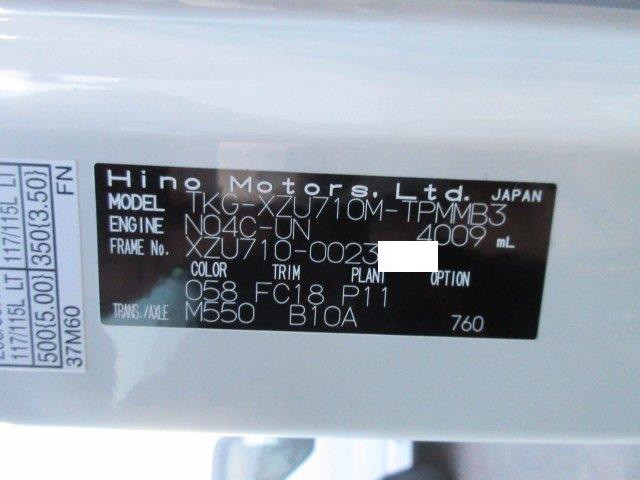 Hino Motors, Ltd. JAPAN
MODEL TKG-XZU710M-TPMMB3
ENGINE N04C-UN 4009 mL
FRAME No. XZU710-0023
COLOR TRIM PLANT OPTION
058 FC18 P11
TRANS./AXLE M550 B10A 760
117/115L LT 117/115L LT
500{5.00} 350{3.50}
37M60 FN